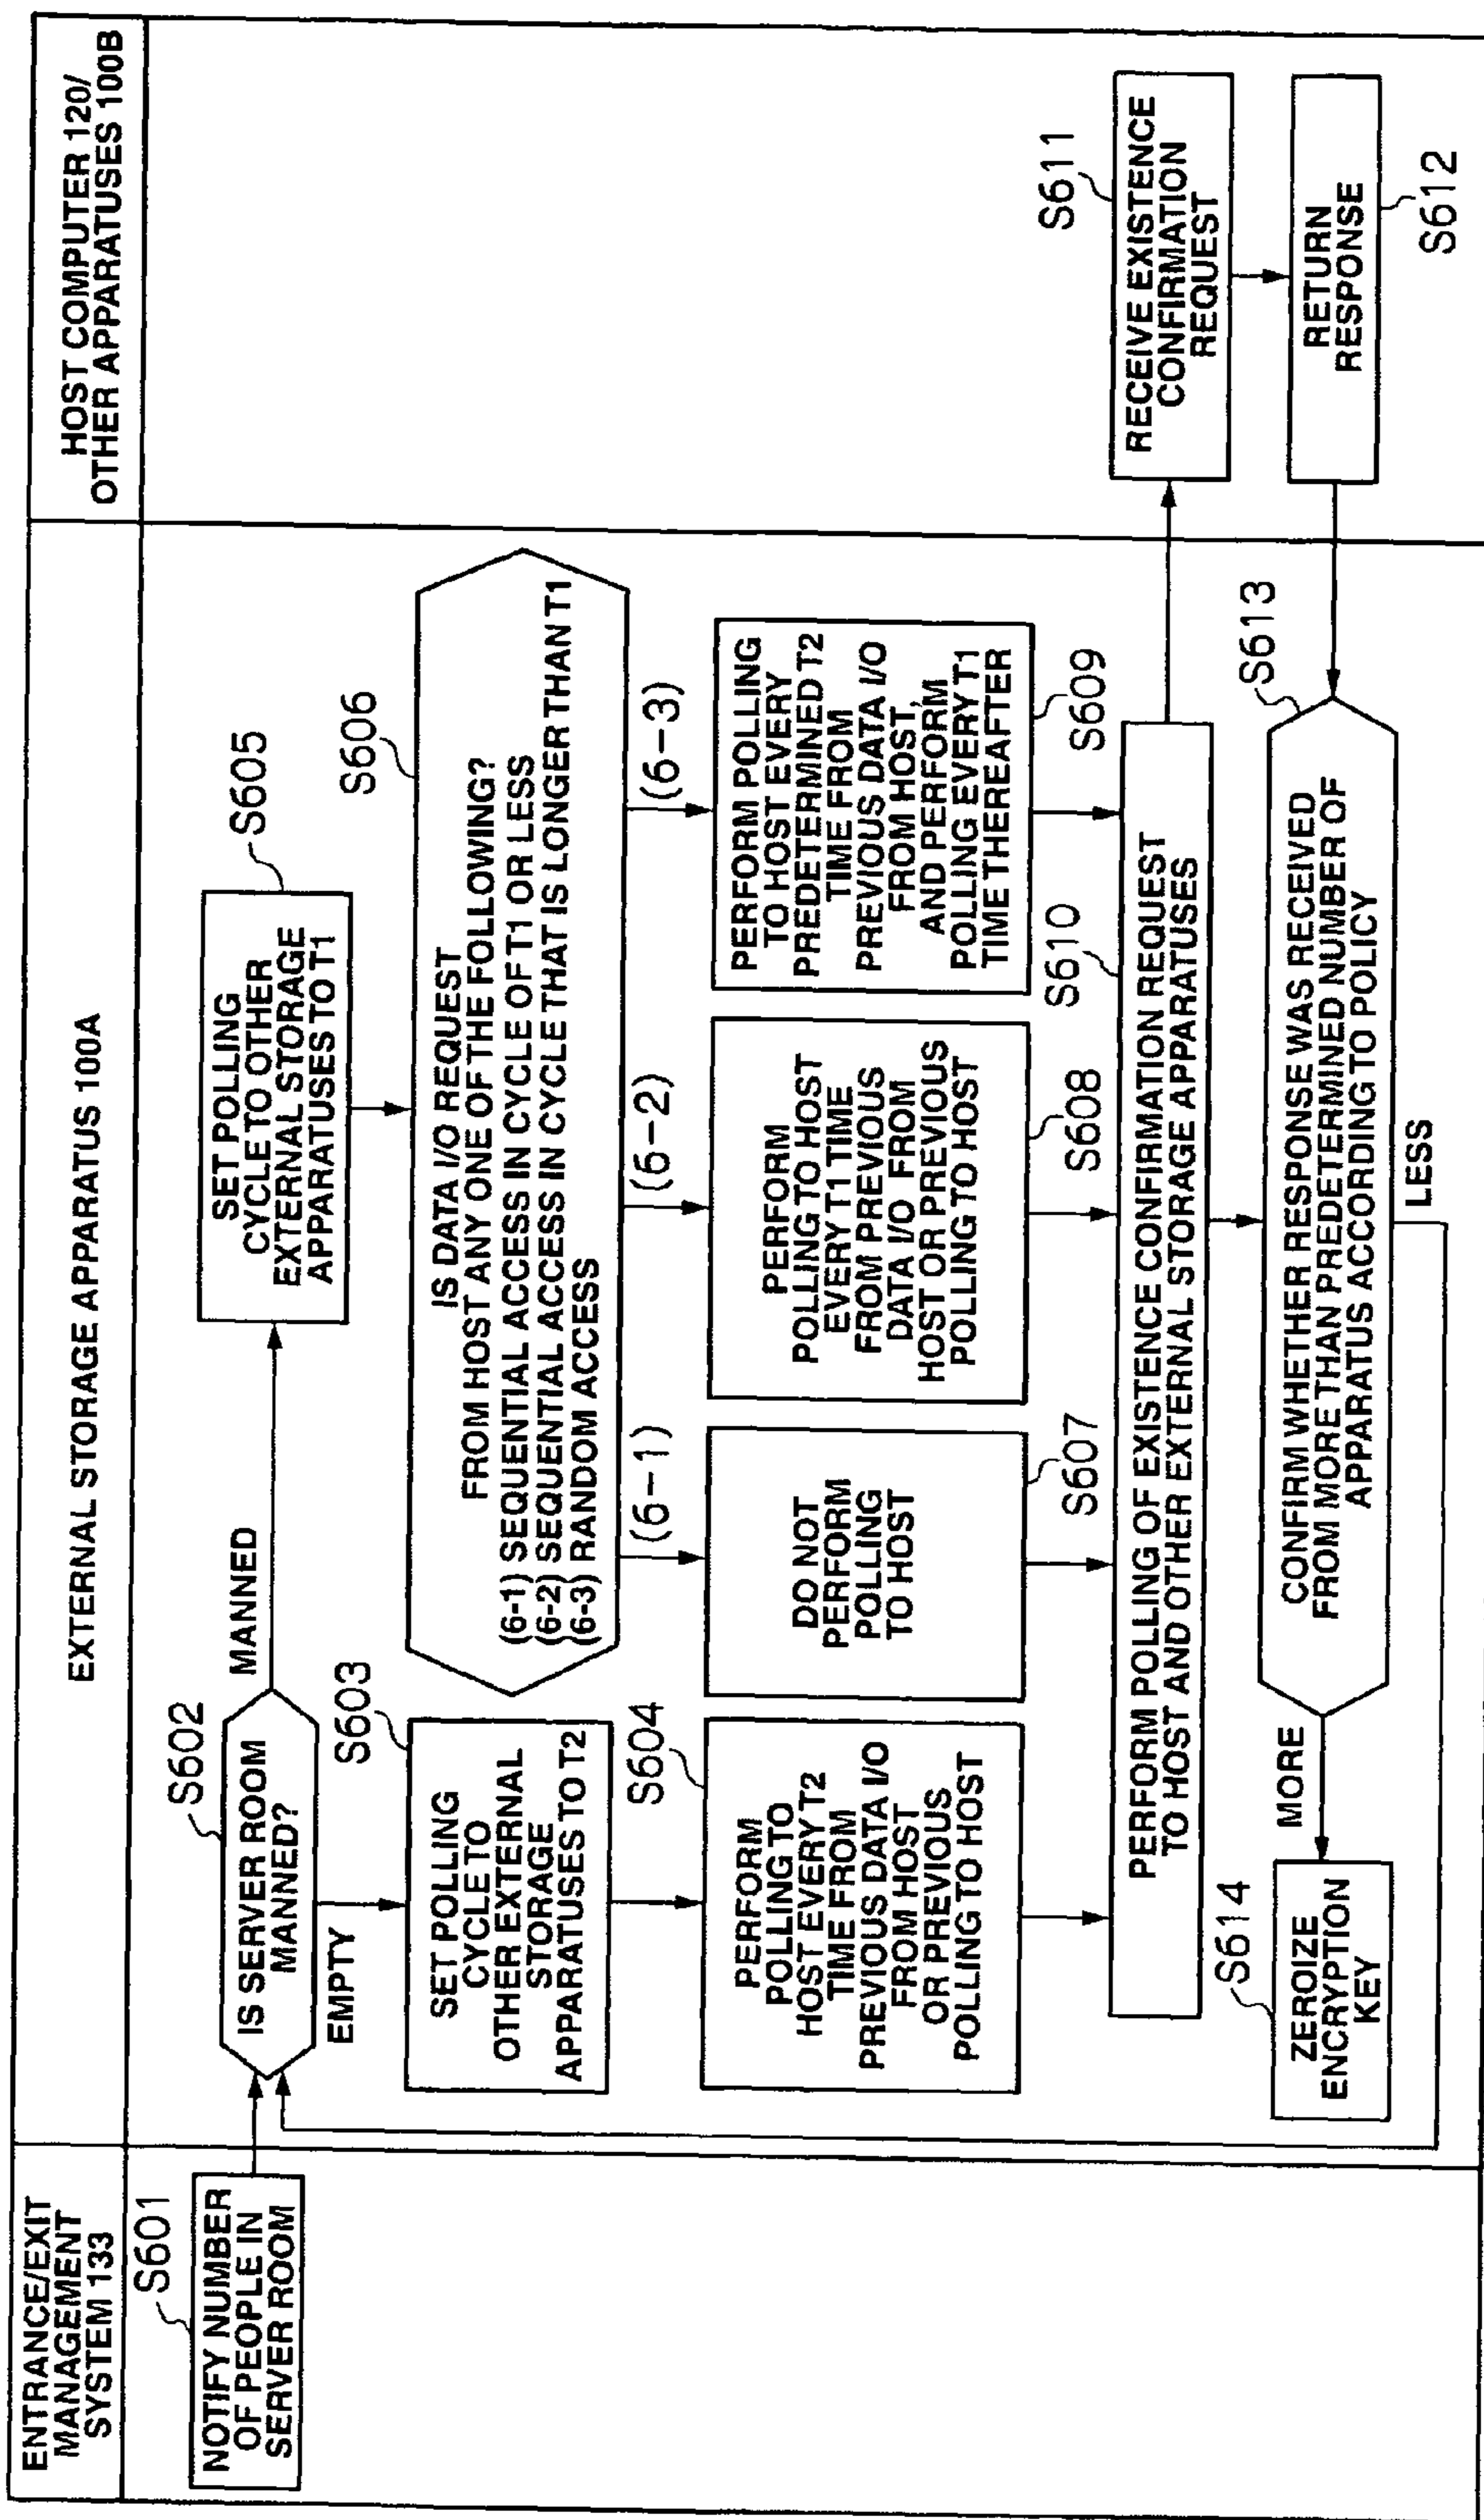 ENTRANCE/EXIT
MANAGEMENT
SYSTEM 133
EXTERNAL STORAGE APPARATUS 100A
HOST COMPUTER 120/
OTHER APPARATUSES 100B
S601
NOTIFY NUMBER
OF PEOPLE IN
SERVER ROOM
S602
IS SERVER ROOM
MANNED?
MANNED
EMPTY
S605
SET POLLING
CYCLE TO OTHER
EXTERNAL STORAGE
APPARATUSES TO T1
S603
SET POLLING
CYCLE TO
OTHER EXTERNAL
STORAGE
APPARATUSES TO T2
S606
IS DATA I/O REQUEST
FROM HOST ANY ONE OF THE FOLLOWING?
(6-1) SEQUENTIAL ACCESS IN CYCLE OF T1 OR LESS
(6-2) SEQUENTIAL ACCESS IN CYCLE THAT IS LONGER THAN T1
(6-3) RANDOM ACCESS
(6-1)
(6-2)
(6-3)
S604
PERFORM
POLLING TO
HOST EVERY T2
TIME FROM
PREVIOUS DATA I/O
FROM HOST
OR PREVIOUS
POLLING TO HOST
DO NOT
PERFORM
POLLING
TO HOST
S607
PERFORM
POLLING TO HOST
EVERY T1 TIME
FROM PREVIOUS
DATA I/O FROM
HOST OR PREVIOUS
POLLING TO HOST
S608
PERFORM POLLING
TO HOST EVERY
PREDETERMINED T2
TIME FROM
PREVIOUS DATA I/O
FROM HOST,
AND PERFORM
POLLING EVERY T1
TIME THEREAFTER
S609
S610
PERFORM POLLING OF EXISTENCE CONFIRMATION REQUEST
TO HOST AND OTHER EXTERNAL STORAGE APPARATUSES
S611
RECEIVE EXISTENCE
CONFIRMATION
REQUEST
RETURN
RESPONSE
S612
S613
CONFIRM WHETHER RESPONSE WAS RECEIVED
FROM MORE THAN PREDETERMINED NUMBER OF
APPARATUS ACCORDING TO POLICY
MORE
LESS
S614
ZEROIZE
ENCRYPTION
KEY